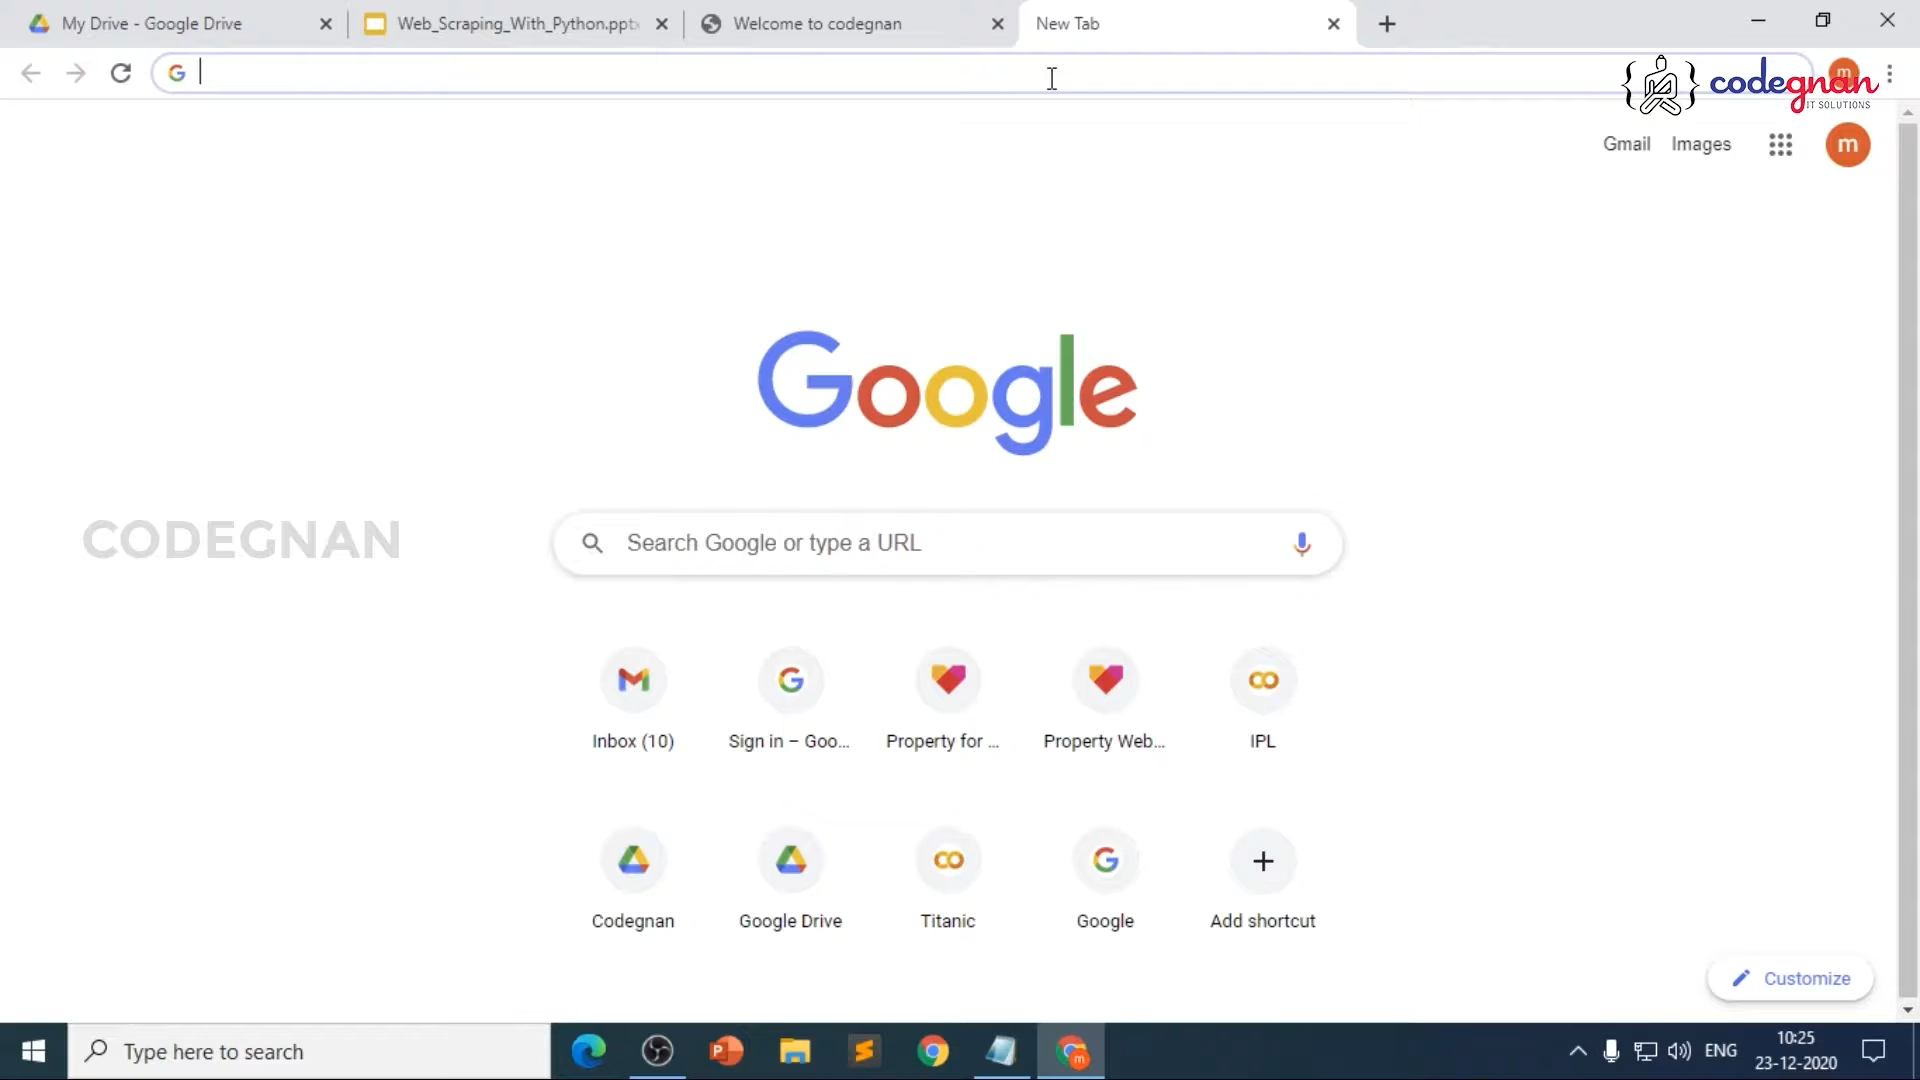 My Drive - Google Drive
Web_Scraping_With_Python.pptx
Welcome to codegnan
New Tab
codegnan
IT SOLUTIONS
Gmail
Images
m
Google
CODEGNAN
Search Google or type a URL
Inbox (10)
Sign in – Goo...
Property for ...
Property Web...
IPL
Codegnan
Google Drive
Titanic
Google
Add shortcut
Customize
Type here to search
ENG
10:25
23-12-2020